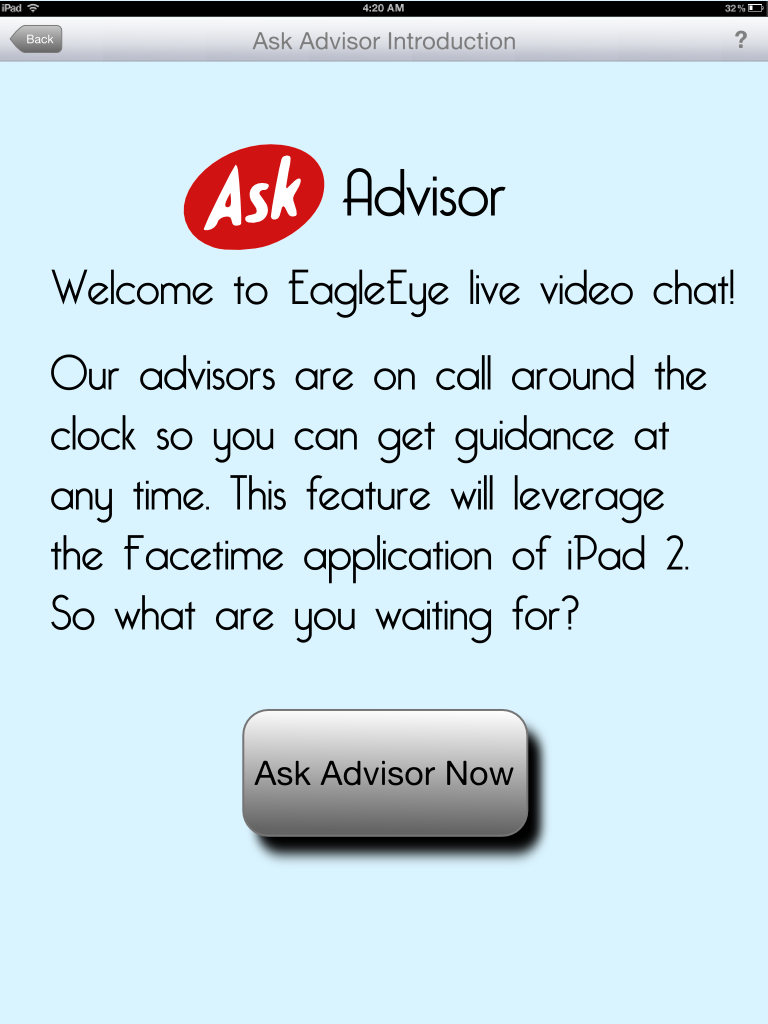 iPad 4:20 AM 32%
Back Ask Advisor Introduction ?
Ask Advisor
Welcome to EagleEye live video chat!
Our advisors are on call around the
clock so you can get guidance at
any time. This feature will leverage
the Facetime application of iPad 2.
So what are you waiting for?
Ask Advisor Now